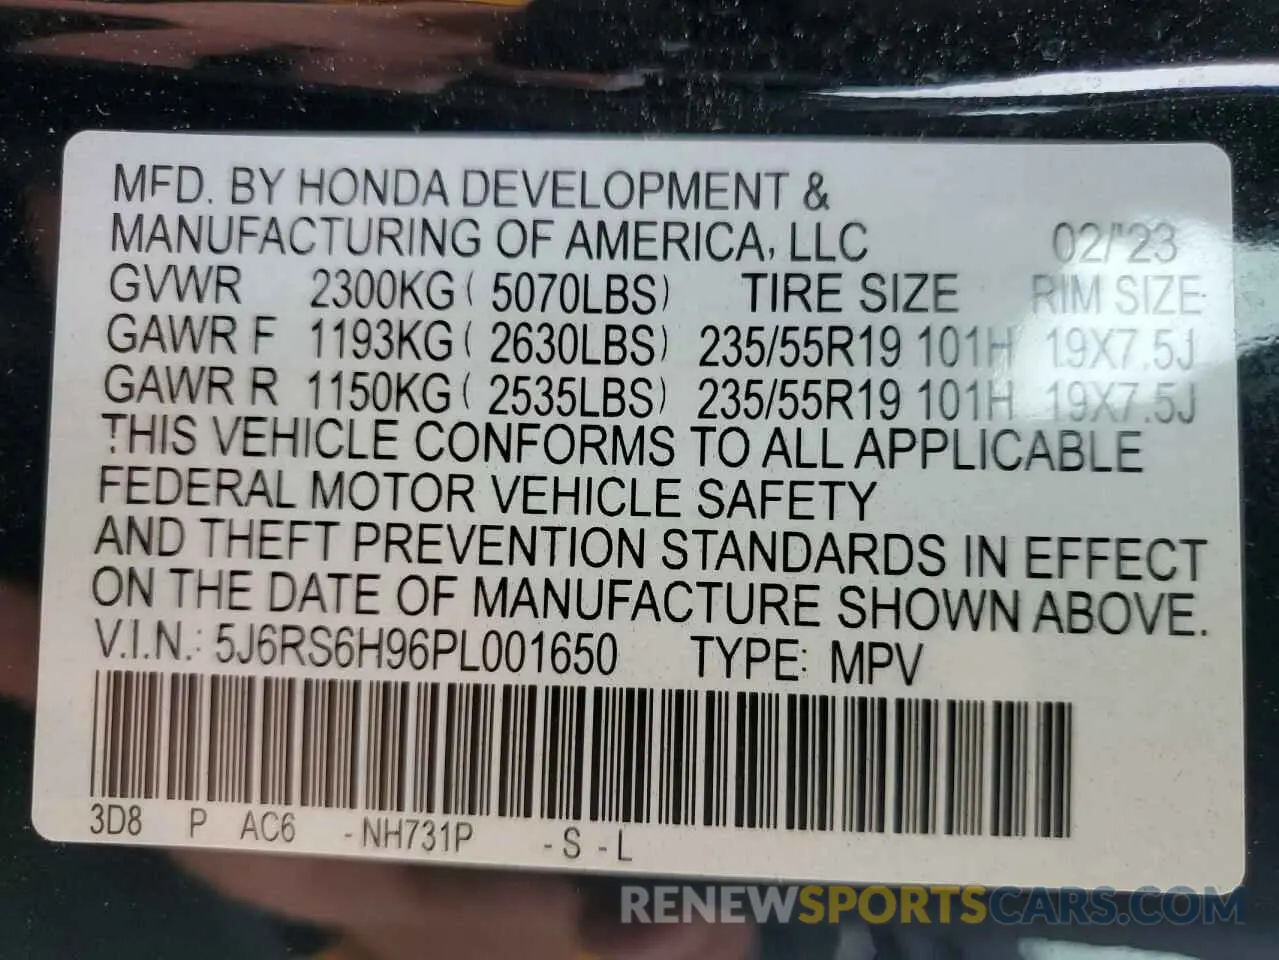 MFD. BY HONDA DEVELOPMENT &
MANUFACTURING OF AMERICA, LLC 02/'23
GVWR 2300KG ( 5070LBS) TIRE SIZE RIM SIZE
GAWR F 1193KG ( 2630LBS) 235/55R19 101H 19X7.5J
GAWR R 1150KG ( 2535LBS) 235/55R19 101H 19X7.5J
THIS VEHICLE CONFORMS TO ALL APPLICABLE
FEDERAL MOTOR VEHICLE SAFETY
AND THEFT PREVENTION STANDARDS IN EFFECT
ON THE DATE OF MANUFACTURE SHOWN ABOVE.
V.I.N.: 5J6RS6H96PL001650 TYPE: MPV
3D8 P AC6 -NH731P -S -L
RENEWSPORTSCARS.COM